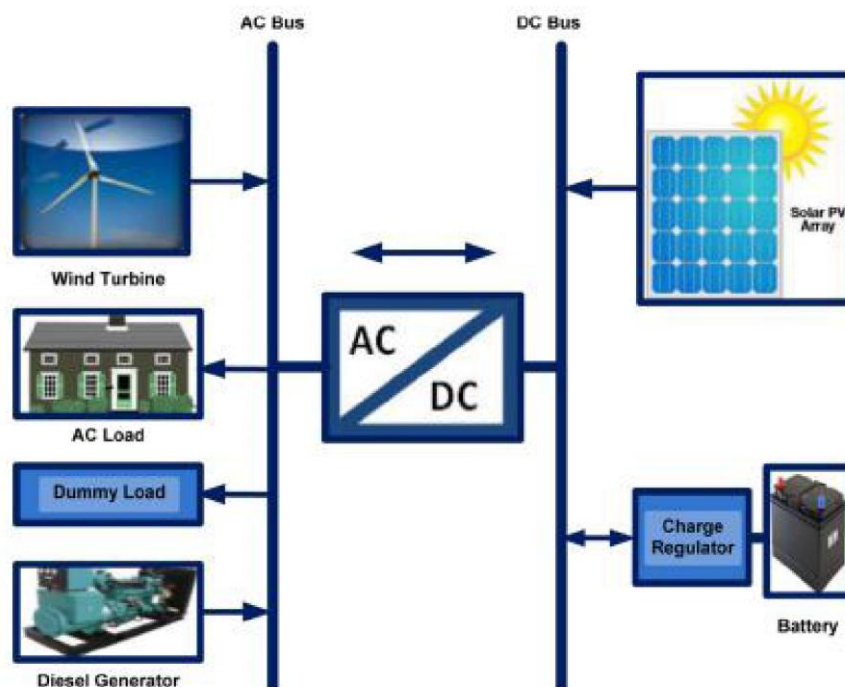 AC Bus
DC Bus
Wind Turbine
Solar PV
Array
AC
DC
AC Load
Dummy Load
Charge
Regulator
Battery
Diesel Generator